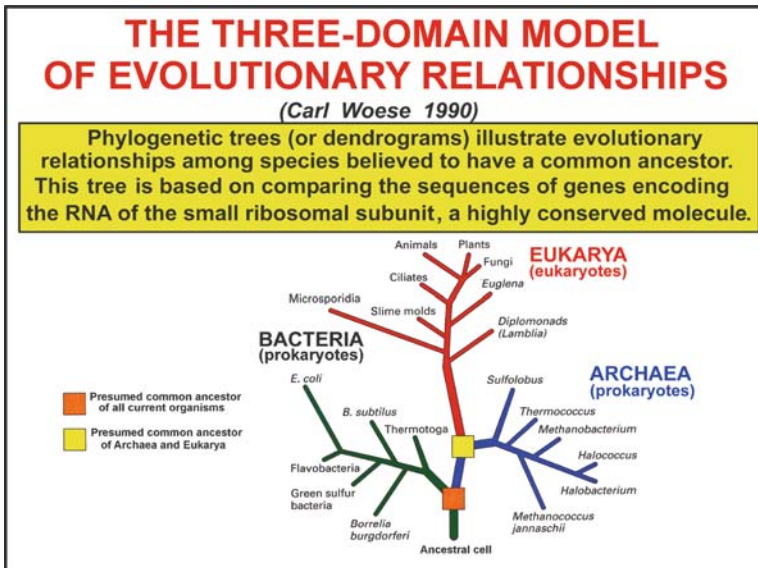 THE THREE-DOMAIN MODEL
OF EVOLUTIONARY RELATIONSHIPS
(Carl Woese 1990)
Phylogenetic trees (or dendrograms) illustrate evolutionary
relationships among species believed to have a common ancestor.
This tree is based on comparing the sequences of genes encoding
the RNA of the small ribosomal subunit, a highly conserved molecule.
Animals
Plants
Fungi
EUKARYA
(eukaryotes)
Ciliates
Euglena
Microsporidia
Slime molds
Diplomonads
(Lamblia)
BACTERIA
(prokaryotes)
ARCHAEA
(prokaryotes)
E. coli
Sulfolobus
Presumed common ancestor
of all current organisms
B. subtilus
Thermococcus
Thermotoga
Methanobacterium
Presumed common ancestor
of Archaea and Eukarya
Flavobacteria
Halococcus
Green sulfur
bacteria
Halobacterium
Borrelia
burgdorferi
Methanococcus
jannaschii
Ancestral cell